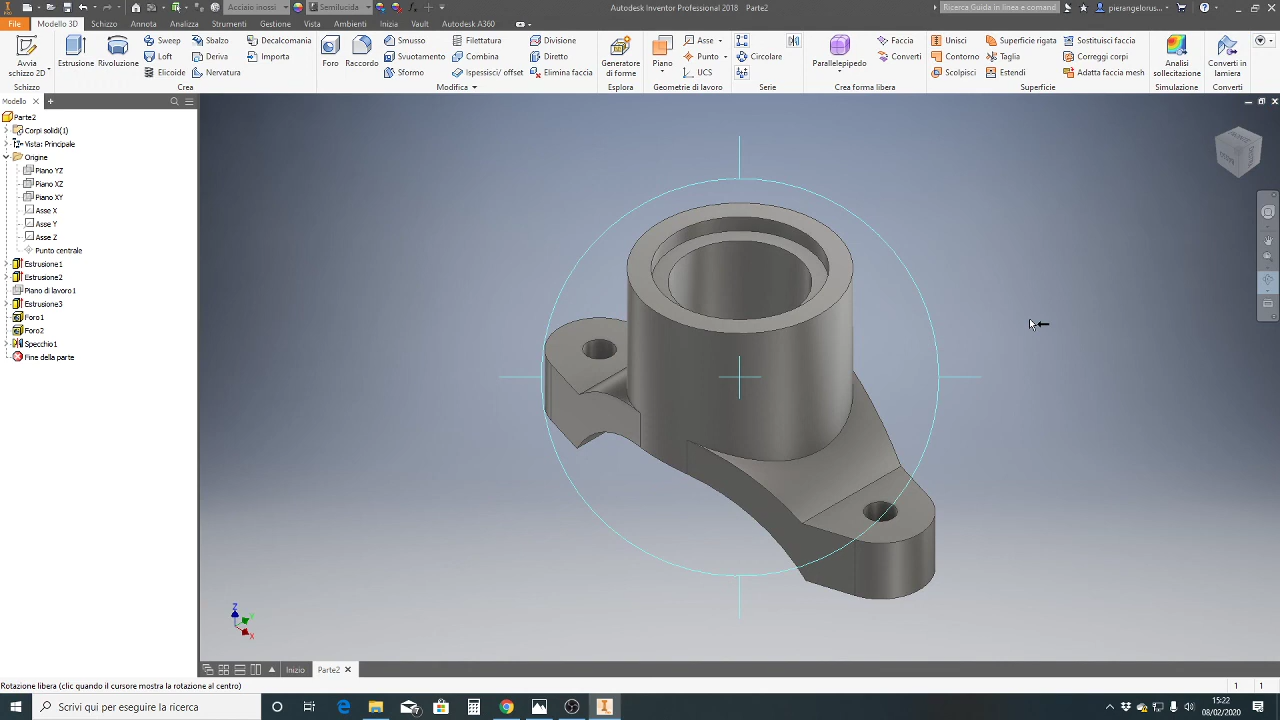 Acciaio inossi
Semilucida
Autodesk Inventor Professional 2018 Parte2
Ricerca Guida in linea e comand
pierangelorus...
File Modello 3D Schizzo Annota Analizza Strumenti Gestione Vista Ambienti Inizia Vault Autodesk A360
Avvia
schizzo 2D
Schizzo
Estrusione
Rivoluzione
Sweep
Loft
Elicoide
Sbalzo
Deriva
Nervatura
Decalcomania
Importa
Crea
Foro
Raccordo
Smusso
Svuotamento
Sformo
Filettatura
Combina
Ispessisci/ offset
Divisione
Diretto
Elimina faccia
Modifica
Generatore
di forme
Esplora
Piano
Asse
Punto
UCS
Geometrie di lavoro
Circolare
Serie
Parallelepipedo
Faccia
Converti
Crea forma libera
Unisci
Contorno
Scolpisci
Superficie rigata
Taglia
Estendi
Sostituisci faccia
Correggi corpi
Adatta faccia mesh
Superficie
Analisi
sollecitazione
Simulazione
Converti in
lamiera
Converti
Modello
Parte2
Corpi solidi(1)
Vista: Principale
Origine
Piano YZ
Piano XZ
Piano XY
Asse X
Asse Y
Asse Z
Punto centrale
Estrusione1
Estrusione2
Piano di lavoro1
Estrusione3
Foro1
Foro2
Specchio1
Fine della parte
Z
Y
X
Inizio
Parte2
Rotazione libera (clic quando il cursore mostra la rotazione al centro)
1 1
Scrivi qui per eseguire la ricerca
15:22
08/02/2020